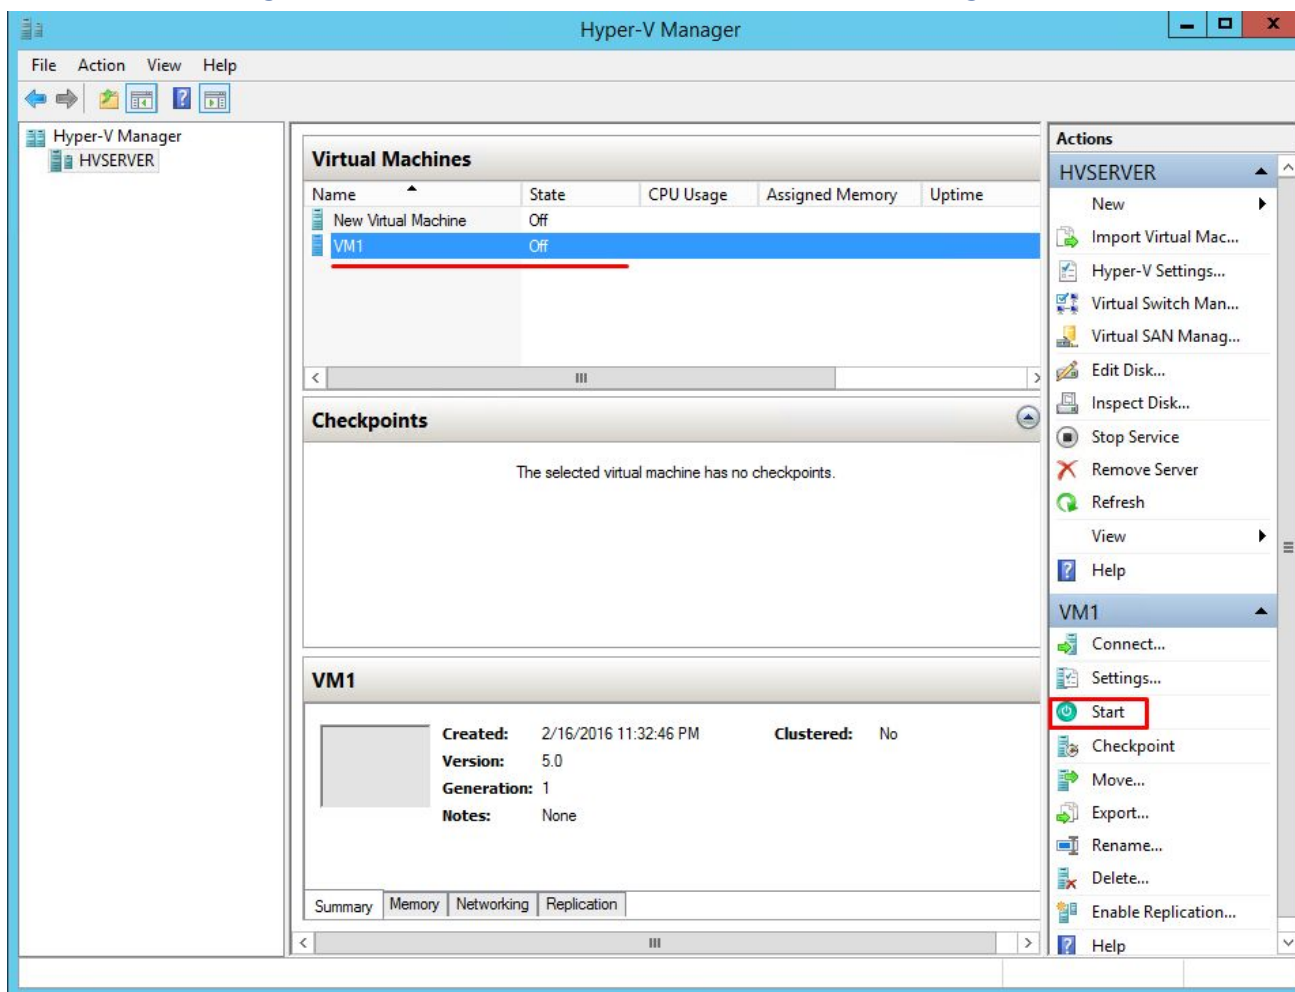 Hyper-V Manager
File Action View Help
Hyper-V Manager
HVSERVER
Virtual Machines
Name State CPU Usage Assigned Memory Uptime
New Virtual Machine Off
VM1 Off
Checkpoints
The selected virtual machine has no checkpoints.
VM1
Created: 2/16/2016 11:32:46 PM Clustered: No
Version: 5.0
Generation: 1
Notes: None
Summary Memory Networking Replication
Actions
HVSERVER
New
Import Virtual Mac...
Hyper-V Settings...
Virtual Switch Man...
Virtual SAN Manag...
Edit Disk...
Inspect Disk...
Stop Service
Remove Server
Refresh
View
Help
VM1
Connect...
Settings...
Start
Checkpoint
Move...
Export...
Rename...
Delete...
Enable Replication...
Help